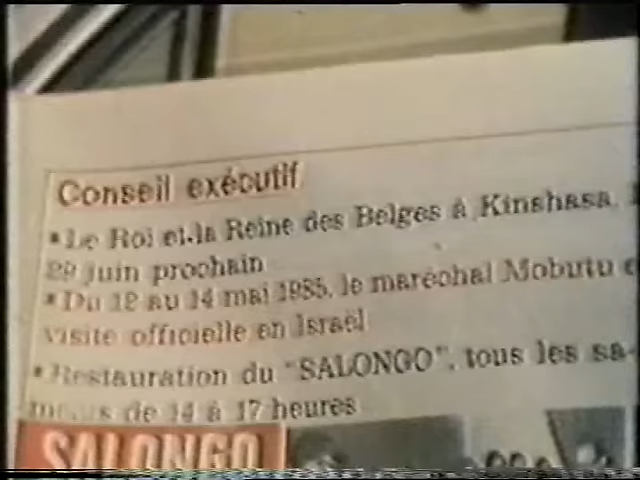 Conseil exécutif
*Le Roi et la Reine des Belges à Kinshasa,
29 juin prochain
*Du 12 au 14 mai 1985, le maréchal Mobutu
visite officielle en Israël
*Restauration du "SALONGO", tous les sa-
de 14 à 17 heures
SALONGO